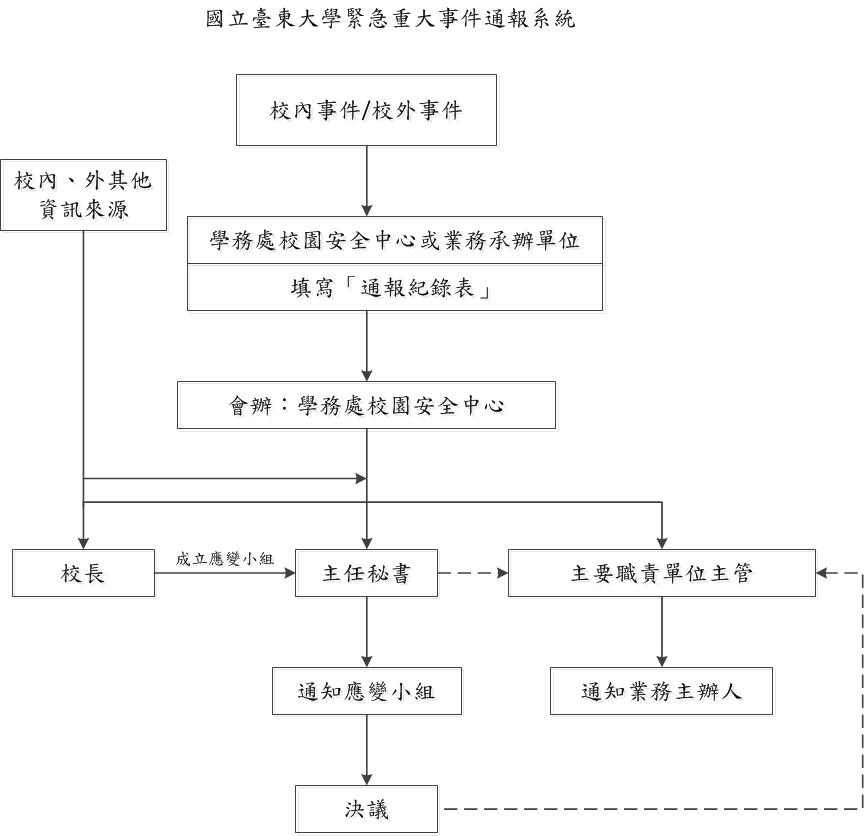 國立臺東大學緊急重大事件通報系統
校內事件/校外事件
校內、外其他
資訊來源
學務處校園安全中心或業務承辦單位
填寫「通報紀錄表」
會辦：學務處校園安全中心
校長
成立應變小組
主任秘書
主要職責單位主管
通知應變小組
通知業務主辦人
決議